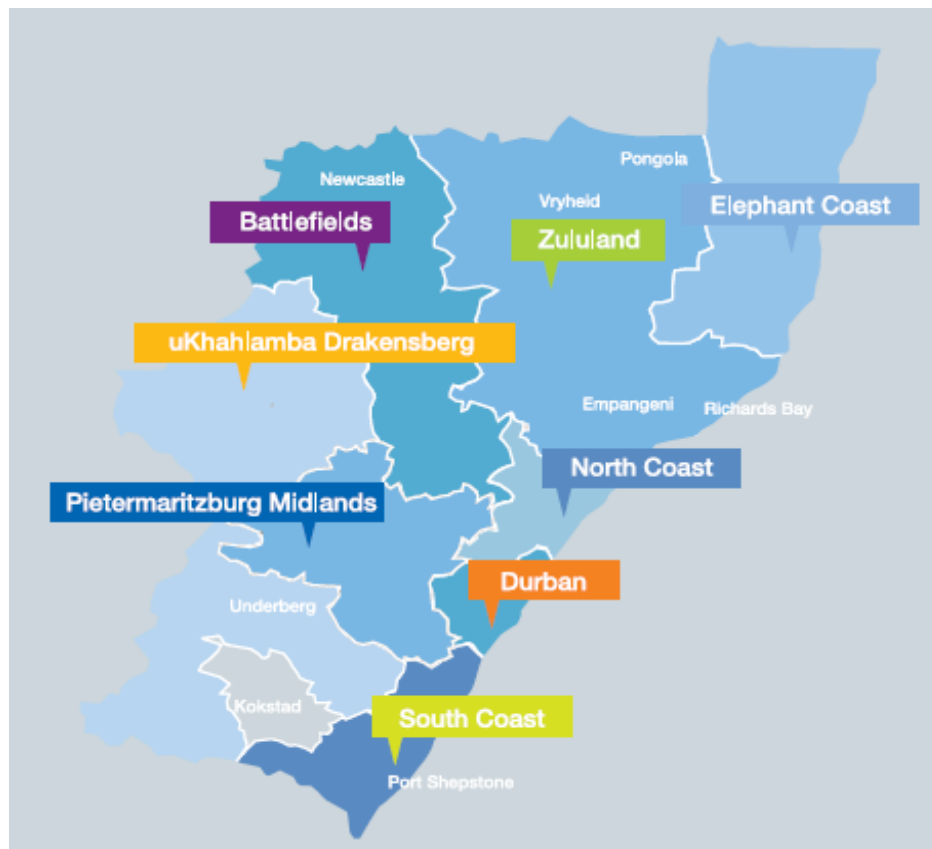 Pongola
Newcastle
Vryheid
Elephant Coast
Battlefields
Zululand
uKhahlamba Drakensberg
Empangeni
Richards Bay
North Coast
Pietermaritzburg Midlands
Durban
Underberg
Kokstad
South Coast
Port Shepstone